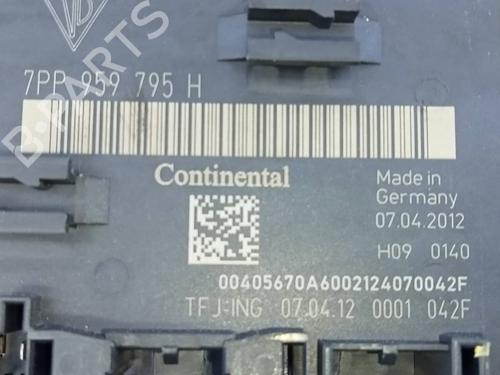 B-PARTS
7PP 959 795 H
Continental
Made in
Germany
07.04.2012
H09 0140
00405670A6002124070042F
TFJ-ING 07.04.12 0001 042F